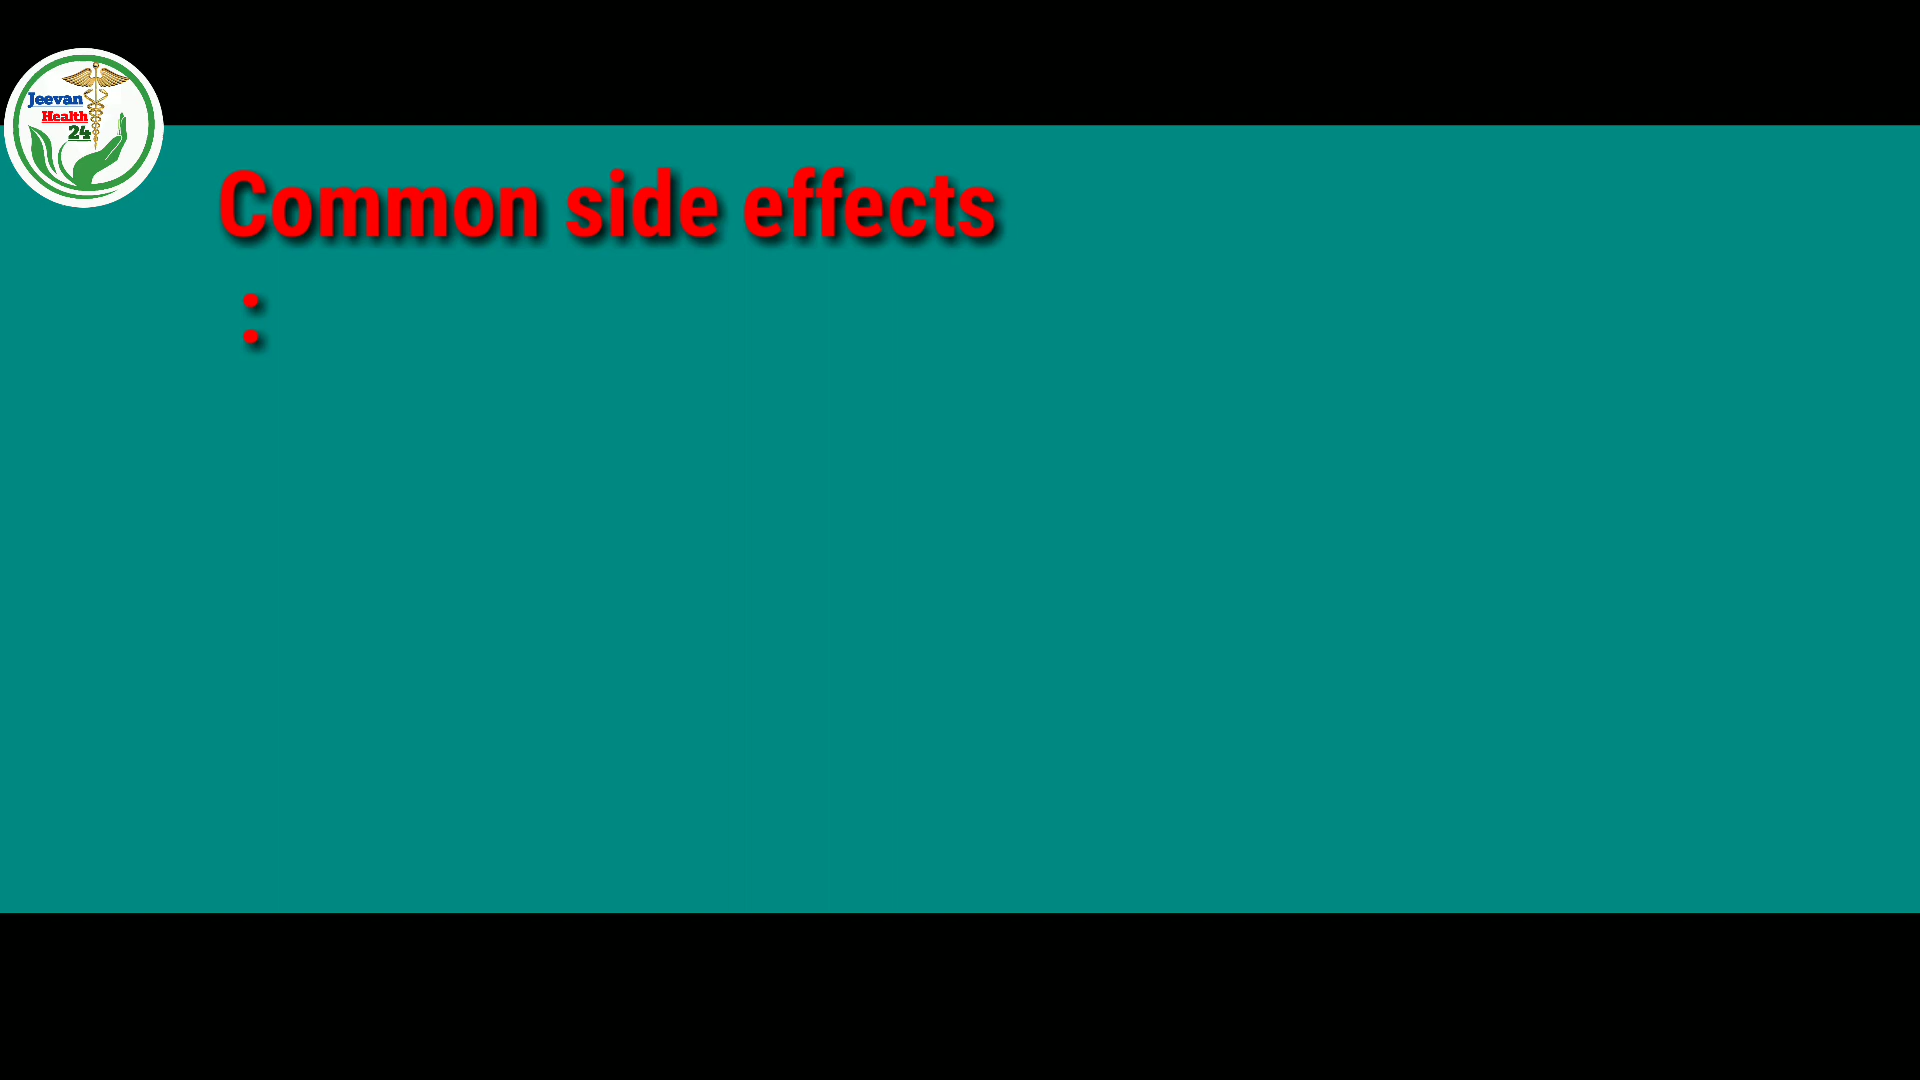 Jeevan
Health
24
Common side effects
: